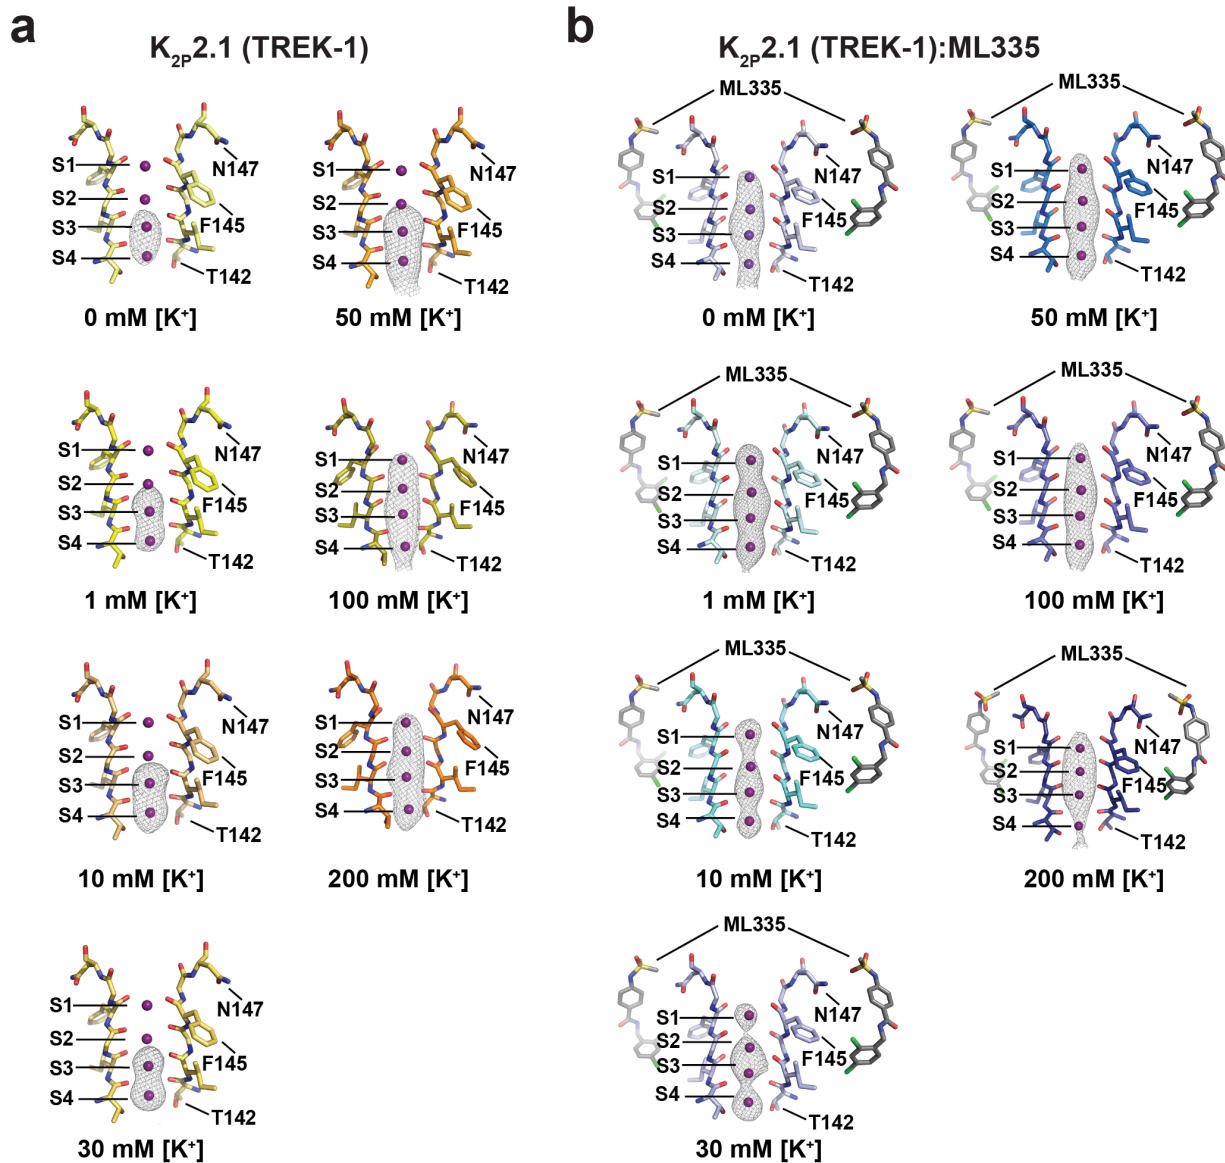 a
K2P2.1 (TREK-1)
S1
S2
S3
S4
N147
F145
T142
0 mM [K⁺]
S1
S2
S3
S4
N147
F145
T142
50 mM [K⁺]
S1
S2
S3
S4
N147
F145
T142
1 mM [K⁺]
S1
S2
S3
S4
N147
F145
T142
100 mM [K⁺]
S1
S2
S3
S4
N147
F145
T142
10 mM [K⁺]
S1
S2
S3
S4
N147
F145
T142
200 mM [K⁺]
S1
S2
S3
S4
N147
F145
T142
30 mM [K⁺]
b
K2P2.1 (TREK-1):ML335
ML335
S1
S2
S3
S4
N147
F145
T142
0 mM [K⁺]
ML335
S1
S2
S3
S4
N147
F145
T142
50 mM [K⁺]
ML335
S1
S2
S3
S4
N147
F145
T142
1 mM [K⁺]
ML335
S1
S2
S3
S4
N147
F145
T142
100 mM [K⁺]
ML335
S1
S2
S3
S4
N147
F145
T142
10 mM [K⁺]
ML335
S1
S2
S3
S4
N147
F145
T142
200 mM [K⁺]
ML335
S1
S2
S3
S4
N147
F145
T142
30 mM [K⁺]